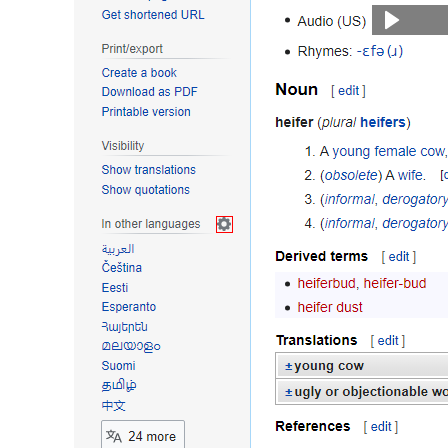 Get shortened URL
Print/export
Create a book
Download as PDF
Printable version
Visibility
Show translations
Show quotations
In other languages
العربية
Čeština
Eesti
Esperanto
Հայերեն
മലയാളം
Suomi
தமிழ்
中文
24 more
Audio (US)
Rhymes: -ɛfə(ɹ)
Noun [ edit ]
heifer (plural heifers)
1. A young female cow,
2. (obsolete) A wife.
3. (informal, derogatory
4. (informal, derogatory
Derived terms [ edit ]
heiferbud, heifer-bud
heifer dust
Translations [ edit ]
± young cow
± ugly or objectionable wo
References [ edit ]